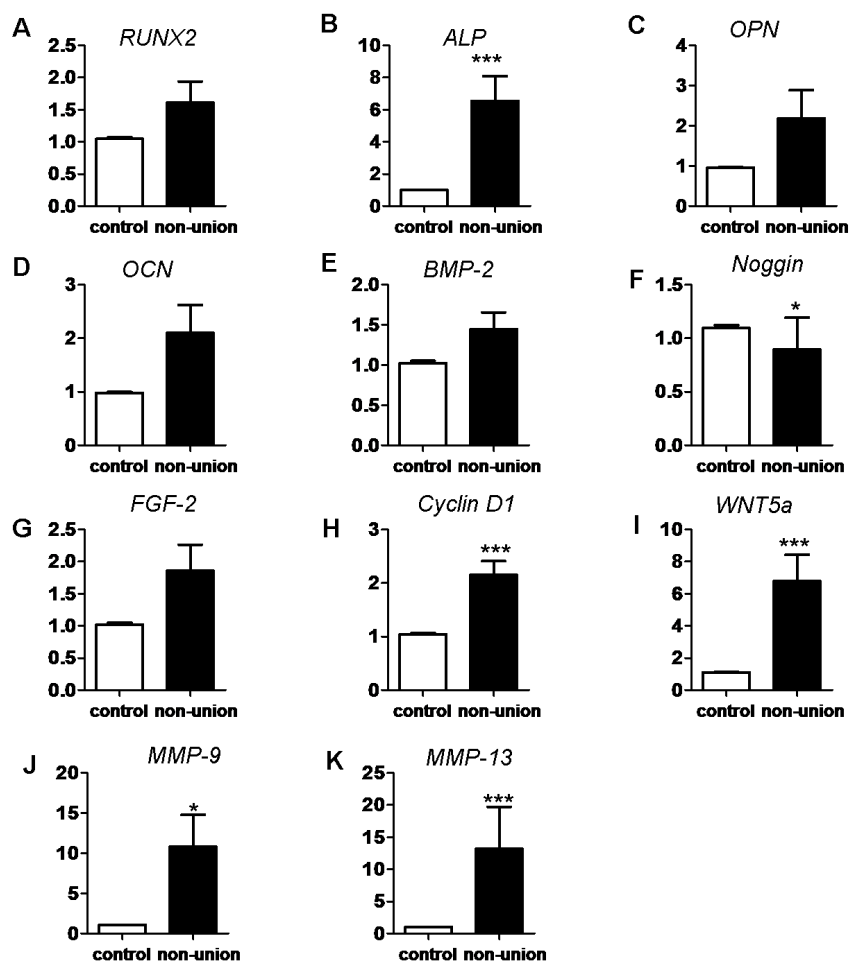 A RUNX2
2.5
2.0
1.5
1.0
0.5
0.0
control non-union
B ALP
10
8
6
4
2
0
***
control non-union
C OPN
4
3
2
1
0
control non-union
D OCN
3
2
1
0
control non-union
E BMP-2
2.0
1.5
1.0
0.5
0.0
control non-union
F Noggin
1.5
1.0
0.5
0.0
*
control non-union
G FGF-2
2.5
2.0
1.5
1.0
0.5
0.0
control non-union
H Cyclin D1
3
2
1
0
***
control non-union
I WNT5a
10
8
6
4
2
0
***
control non-union
J MMP-9
20
15
10
5
0
*
control non-union
K MMP-13
25
20
15
10
5
0
***
control non-union